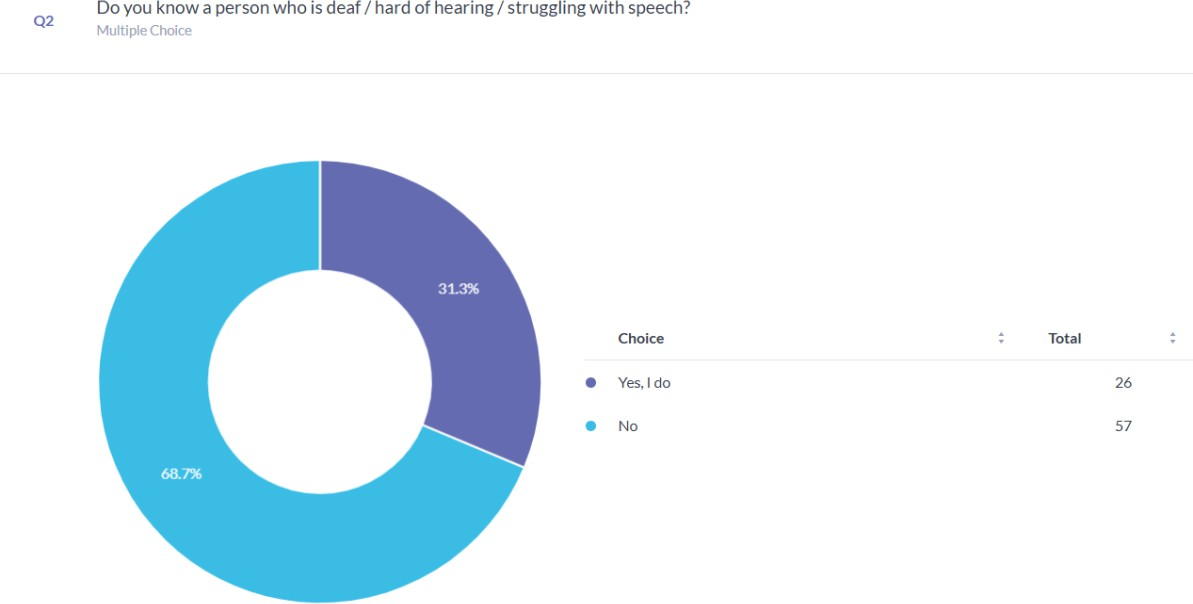 Q2
Do you know a person who is deaf / hard of hearing / struggling with speech?
Multiple Choice
31.3%
68.7%
Choice Total
Yes, I do 26
No 57